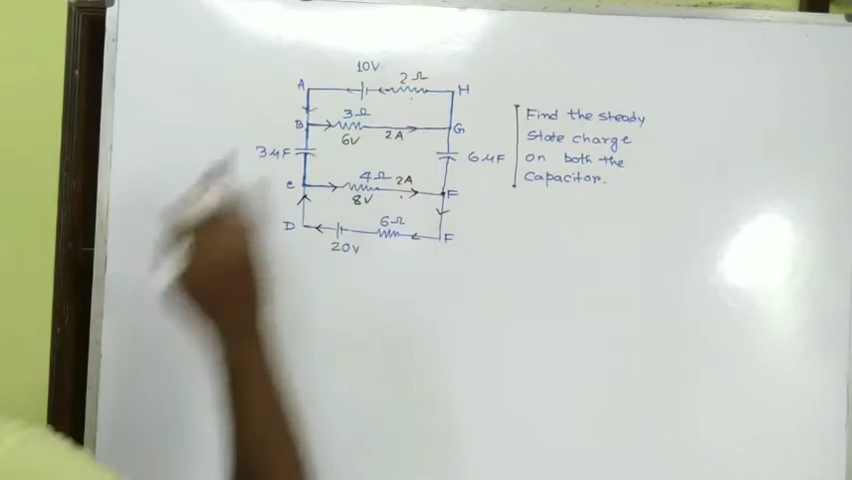 10V
2Ω
A
H
3Ω
B
G
6V
2A
3μF
6μF
4Ω
2A
C
F
8V
6Ω
D
F
20V
Find the steady
State charge
on both the
Capacitor.